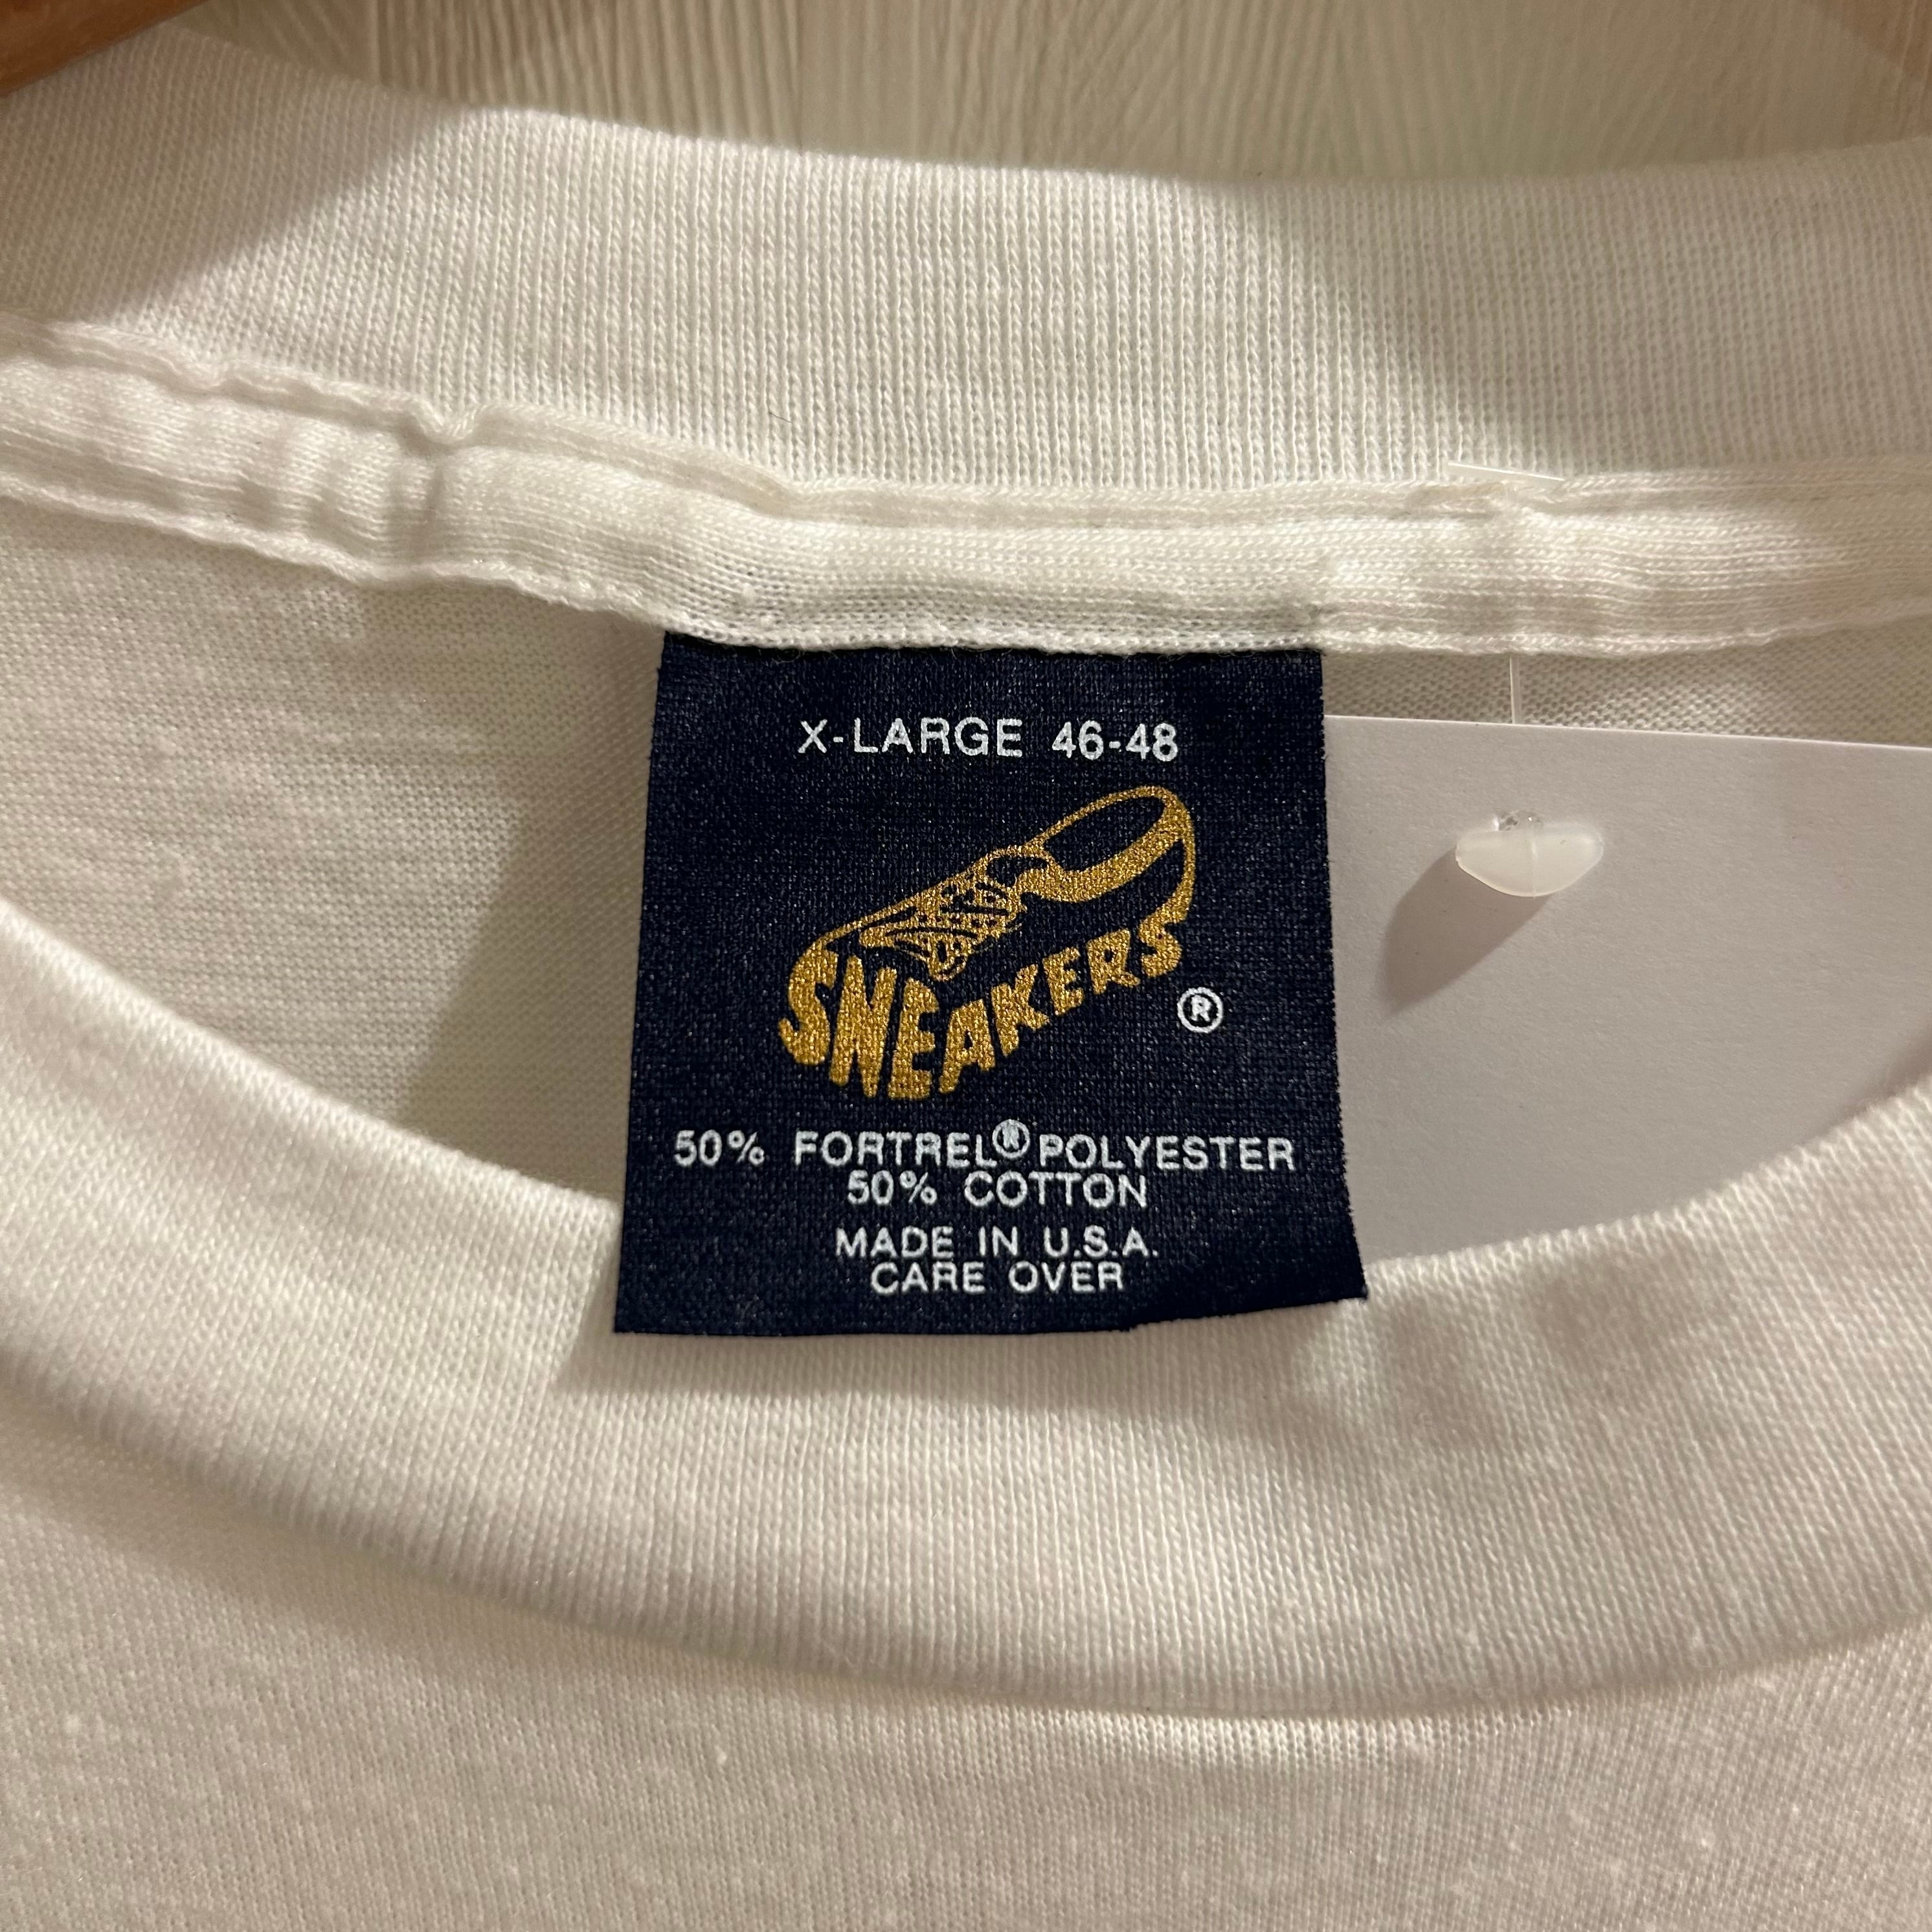 X-LARGE 46-48
SNEAKERS
®
50% FORTREL® POLYESTER
50% COTTON
MADE IN U.S.A.
CARE OVER